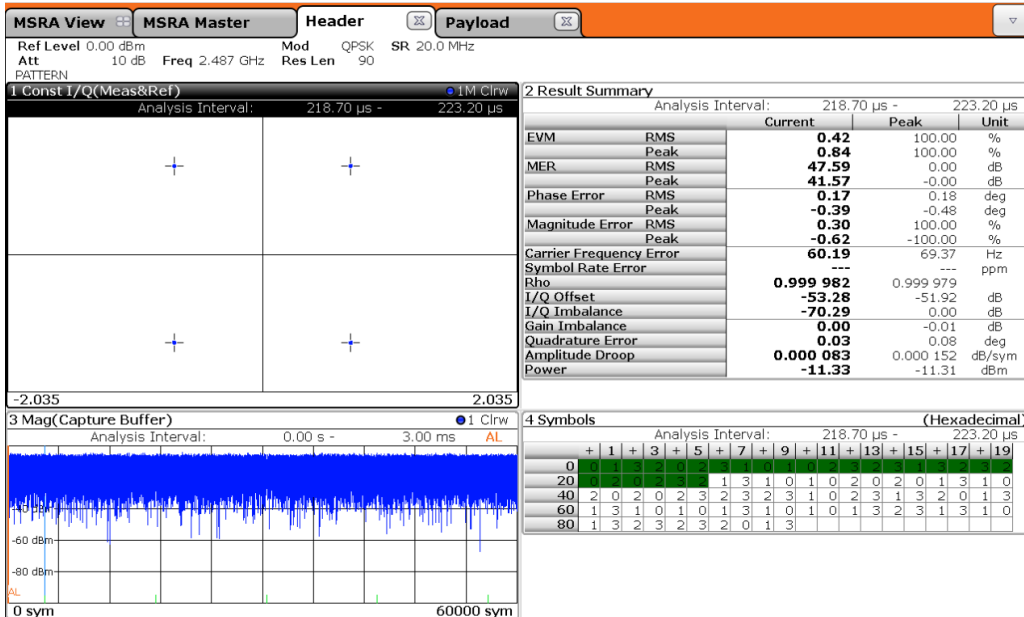 MSRA View MSRA Master Header Payload
Ref Level 0.00 dBm Mod QPSK SR 20.0 MHz
Att 10 dB Freq 2.487 GHz Res Len 90
PATTERN
1 Const I/Q(Meas&Ref) 1M Clrw
Analysis Interval: 218.70 µs - 223.20 µs
-2.035 2.035
2 Result Summary
Analysis Interval: 218.70 µs - 223.20 µs
Current Peak Unit
EVM RMS 0.42 100.00 %
Peak 0.84 100.00 %
MER RMS 47.59 0.00 dB
Peak 41.57 -0.00 dB
Phase Error RMS 0.17 0.18 deg
Peak -0.39 -0.48 deg
Magnitude Error RMS 0.30 100.00 %
Peak -0.62 -100.00 %
Carrier Frequency Error 60.19 69.37 Hz
Symbol Rate Error --- --- ppm
Rho 0.999 982 0.999 979
I/Q Offset -53.28 -51.92 dB
I/Q Imbalance -70.29 0.00 dB
Gain Imbalance 0.00 -0.01 dB
Quadrature Error 0.03 0.08 deg
Amplitude Droop 0.000 083 0.000 152 dB/sym
Power -11.33 -11.31 dBm
3 Mag(Capture Buffer) 1 Clrw
Analysis Interval: 0.00 s - 3.00 ms AL
-60 dBm
-80 dBm
AL
0 sym 60000 sym
4 Symbols (Hexadecimal)
Analysis Interval: 218.70 µs - 223.20 µs
+ 1 + 3 + 5 + 7 + 9 + 11 + 13 + 15 + 17 + 19
0 0 1 3 2 0 2 3 1 0 1 0 2 3 2 3 1 3 2 3 2
20 0 2 0 2 3 2 1 3 1 0 1 0 2 0 2 0 1 3 1 0
40 2 0 2 0 2 3 2 3 2 3 1 0 2 3 1 3 2 0 1 3
60 1 3 1 0 1 0 1 3 1 0 1 0 1 3 2 3 1 3 1 0
80 1 3 2 3 2 3 2 0 1 3